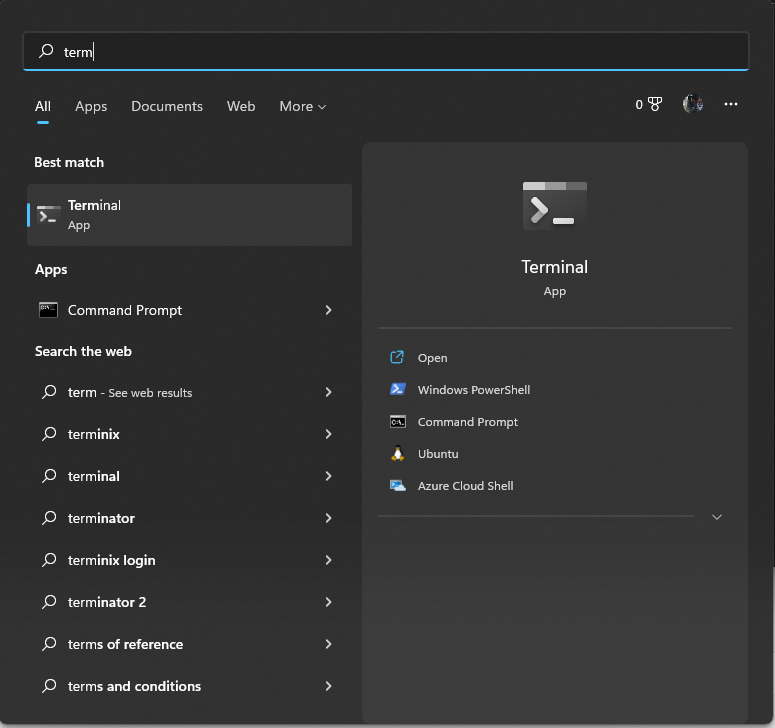 term
All Apps Documents Web More
0
Best match
Terminal
App
Apps
Command Prompt
Search the web
term - See web results
terminix
terminal
terminator
terminix login
terminator 2
terms of reference
terms and conditions
Terminal
App
Open
Windows PowerShell
Command Prompt
Ubuntu
Azure Cloud Shell